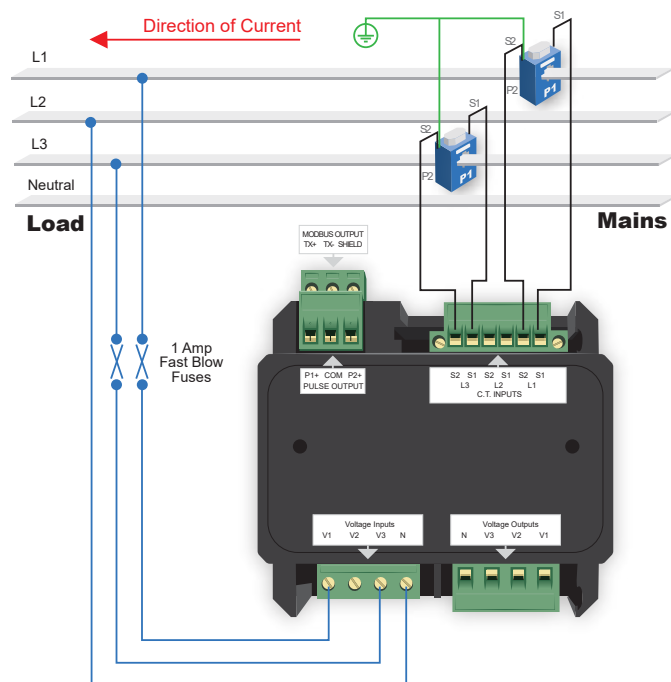 Direction of Current
L1
L2
L3
Neutral
Load
Mains
S2
S1
P2
P1
S2
S1
P2
P1
MODBUS OUTPUT
TX+ TX- SHIELD
1 Amp
Fast Blow
Fuses
P1+ COM P2+
PULSE OUTPUT
S2 S1 S2 S1 S2 S1
L3 L2 L1
C.T. INPUTS
Voltage Inputs
V1 V2 V3 N
Voltage Outputs
N V3 V2 V1